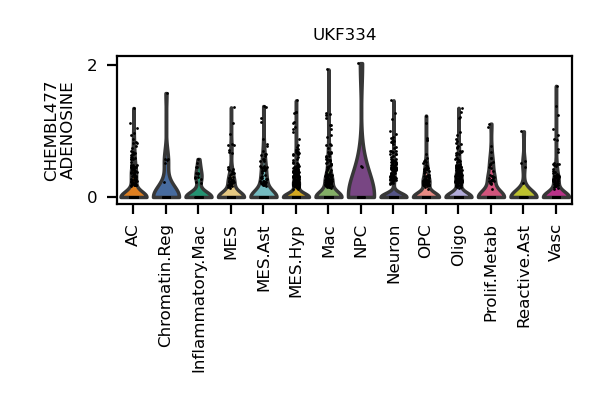 UKF334
CHEMBL477
ADENOSINE
2
0
AC
Chromatin.Reg
Inflammatory.Mac
MES
MES.Ast
MES.Hyp
Mac
NPC
Neuron
OPC
Oligo
Prolif.Metab
Reactive.Ast
Vasc